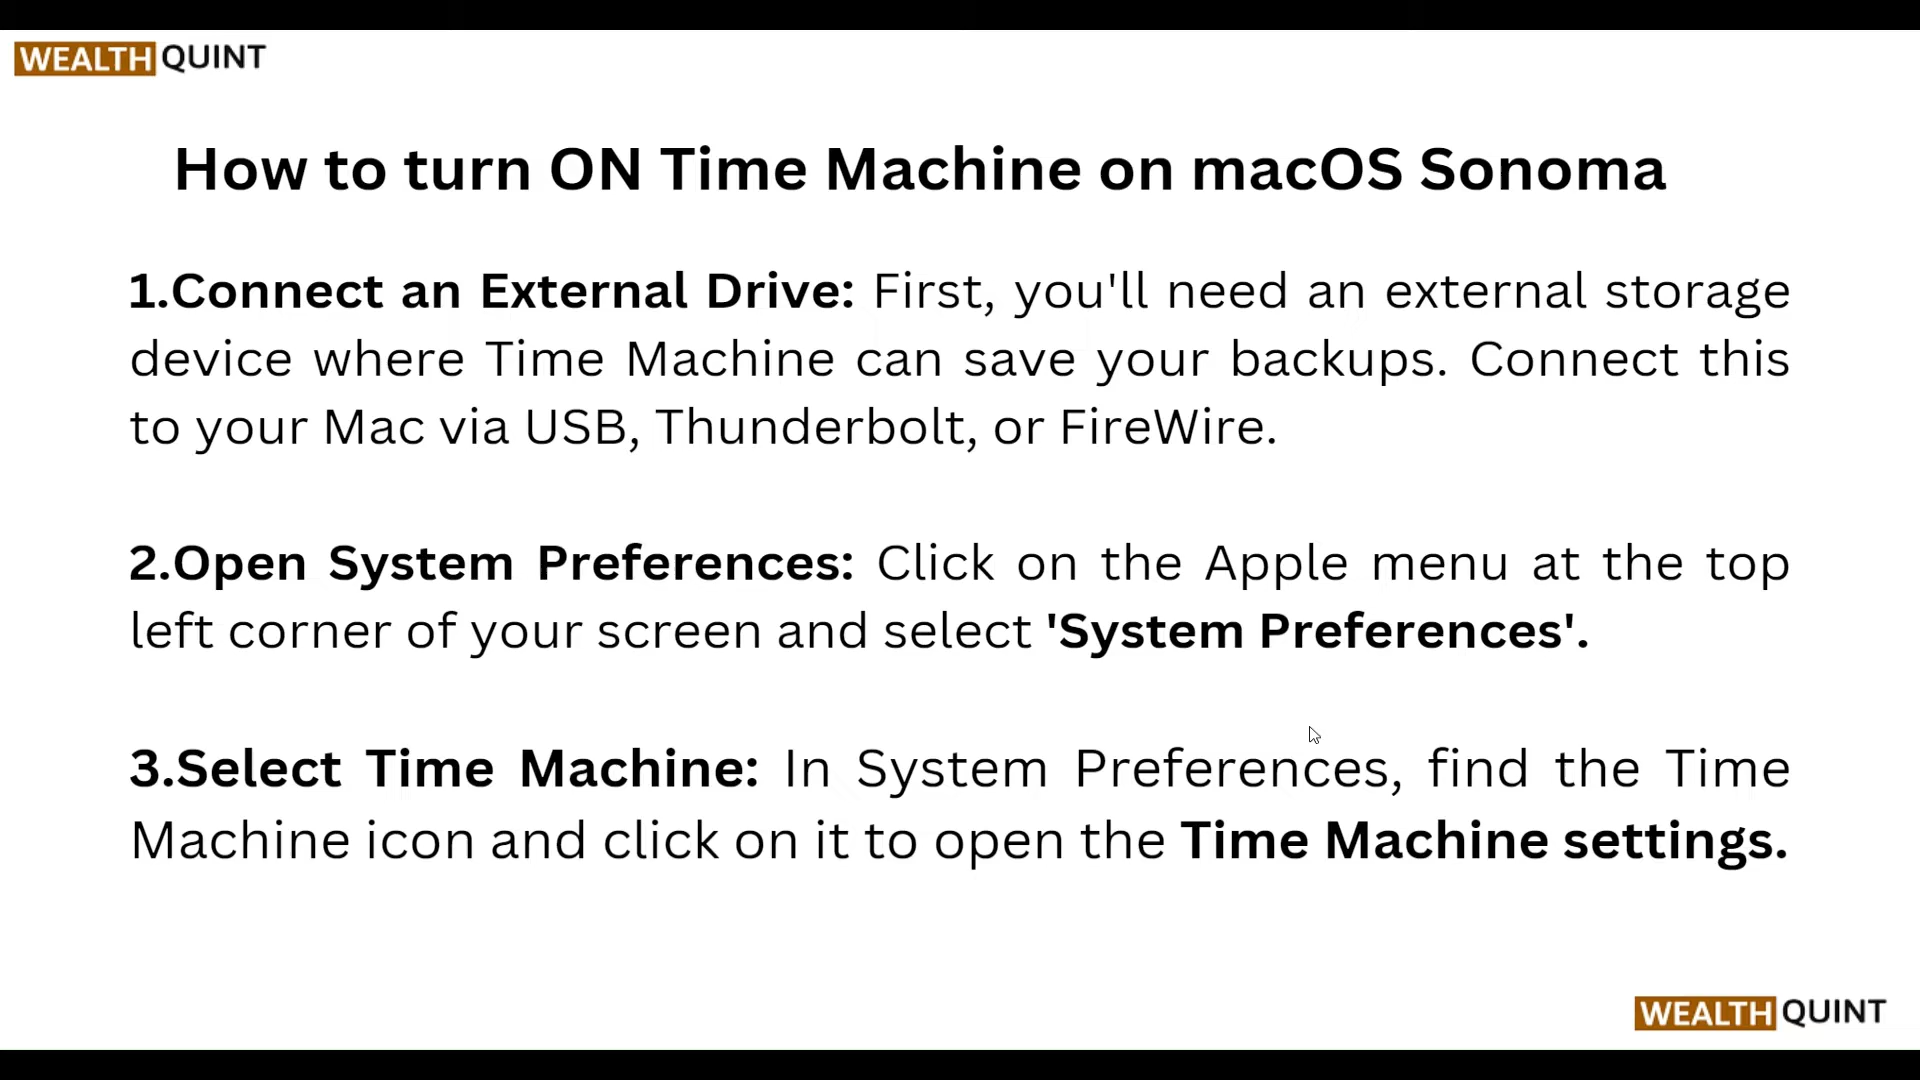 WEALTH QUINT
How to turn ON Time Machine on macOS Sonoma
1.Connect an External Drive: First, you'll need an external storage
device where Time Machine can save your backups. Connect this
to your Mac via USB, Thunderbolt, or FireWire.
2.Open System Preferences: Click on the Apple menu at the top
left corner of your screen and select 'System Preferences'.
3.Select Time Machine: In System Preferences, find the Time
Machine icon and click on it to open the Time Machine settings.
WEALTH QUINT